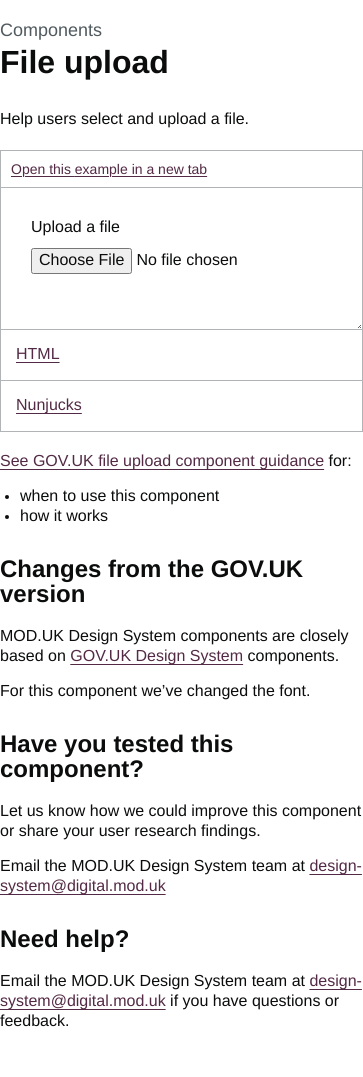 Components
File upload
Help users select and upload a file.
Open this example in a new tab
Upload a file
Choose File No file chosen
HTML
Nunjucks
See GOV.UK file upload component guidance for:
• when to use this component
• how it works
Changes from the GOV.UK
version
MOD.UK Design System components are closely
based on GOV.UK Design System components.
For this component we’ve changed the font.
Have you tested this
component?
Let us know how we could improve this component
or share your user research findings.
Email the MOD.UK Design System team at design-
system@digital.mod.uk
Need help?
Email the MOD.UK Design System team at design-
system@digital.mod.uk if you have questions or
feedback.